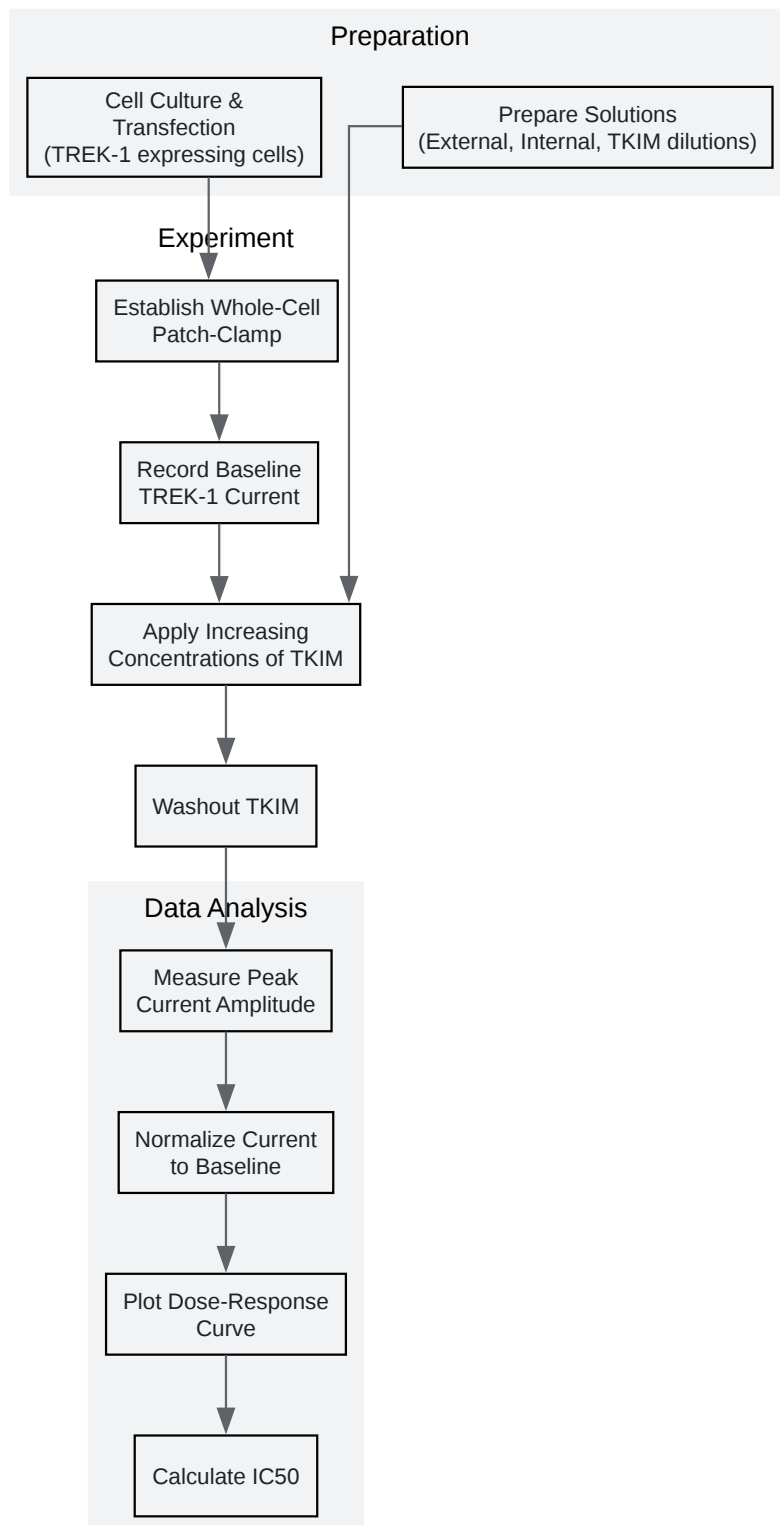 Preparation
Cell Culture &
Transfection
(TREK-1 expressing cells)
Prepare Solutions
(External, Internal, TKIM dilutions)
Experiment
Establish Whole-Cell
Patch-Clamp
Record Baseline
TREK-1 Current
Apply Increasing
Concentrations of TKIM
Washout TKIM
Data Analysis
Measure Peak
Current Amplitude
Normalize Current
to Baseline
Plot Dose-Response
Curve
Calculate IC50